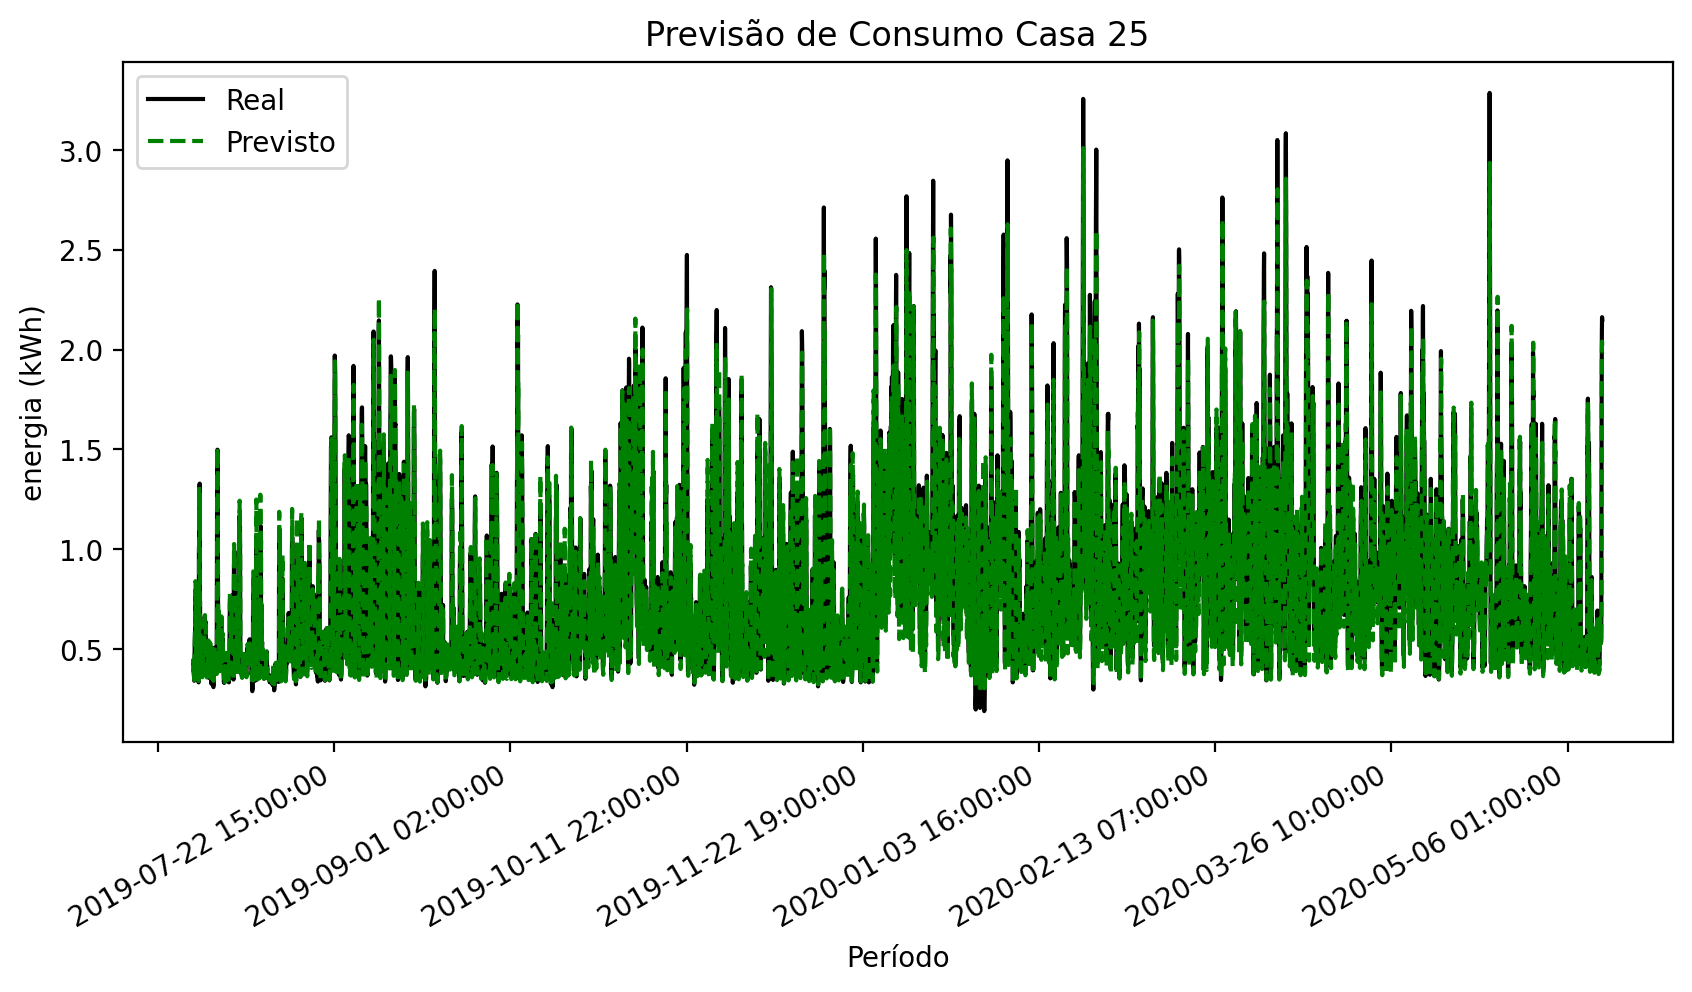 Previsão de Consumo Casa 25
Real
Previsto
energia (kWh)
3.0
2.5
2.0
1.5
1.0
0.5
2019-07-22 15:00:00
2019-09-01 02:00:00
2019-10-11 22:00:00
2019-11-22 19:00:00
2020-01-03 16:00:00
2020-02-13 07:00:00
2020-03-26 10:00:00
2020-05-06 01:00:00
Período